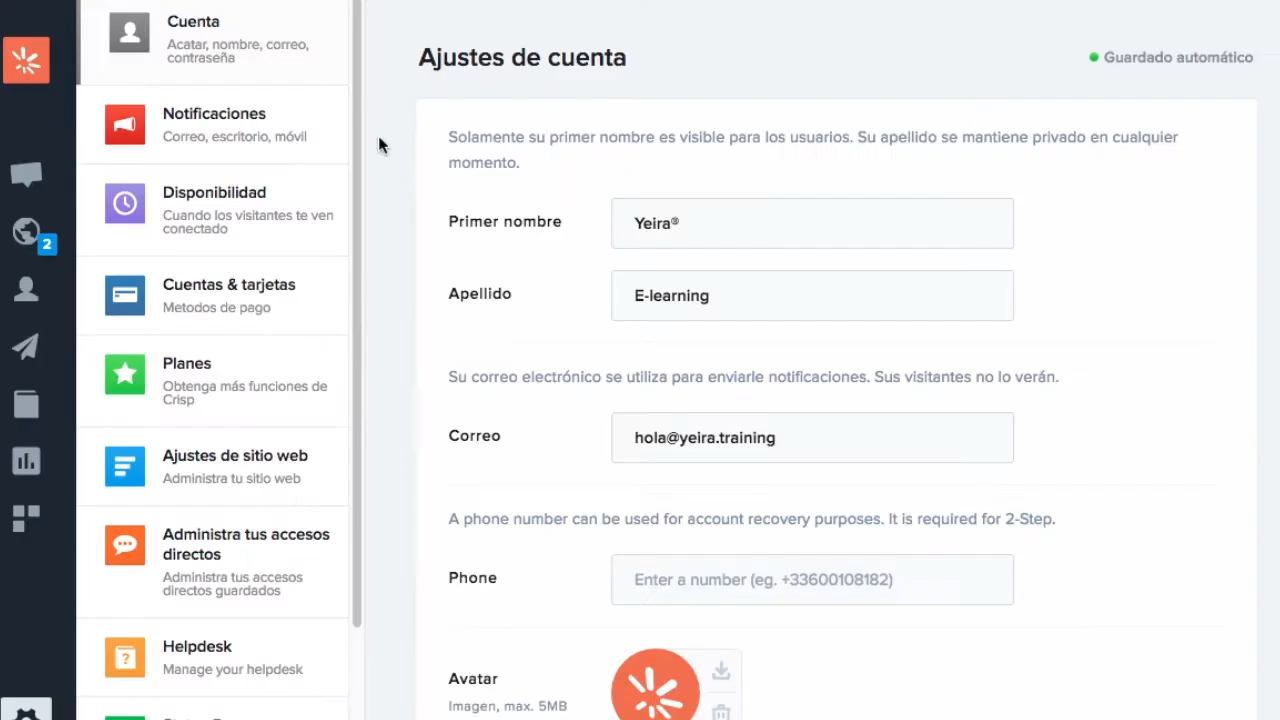 Cuenta
Acatar, nombre, correo,
contraseña
Notificaciones
Correo, escritorio, móvil
Disponibilidad
Cuando los visitantes te ven
conectado
2
Cuentas & tarjetas
Metodos de pago
Planes
Obtenga más funciones de
Crisp
Ajustes de sitio web
Administra tu sitio web
Administra tus accesos
directos
Administra tus accesos
directos guardados
Helpdesk
Manage your helpdesk
Ajustes de cuenta
Guardado automático
Solamente su primer nombre es visible para los usuarios. Su apellido se mantiene privado en cualquier
momento.
Primer nombre
Yeira®
Apellido
E-learning
Su correo electrónico se utiliza para enviarle notificaciones. Sus visitantes no lo verán.
Correo
hola@yeira.training
A phone number can be used for account recovery purposes. It is required for 2-Step.
Phone
Enter a number (eg. +33600108182)
Avatar
Imagen, max. 5MB